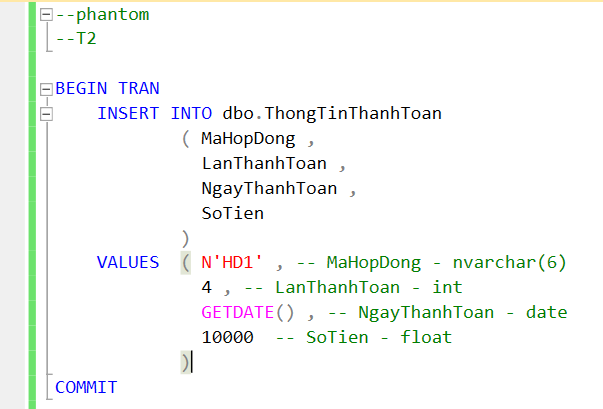 --phantom
--T2
BEGIN TRAN
INSERT INTO dbo.ThongTinThanhToan
( MaHopDong ,
LanThanhToan ,
NgayThanhToan ,
SoTien
)
VALUES ( N'HD1' , -- MaHopDong - nvarchar(6)
4 , -- LanThanhToan - int
GETDATE() , -- NgayThanhToan - date
10000  -- SoTien - float
)
COMMIT